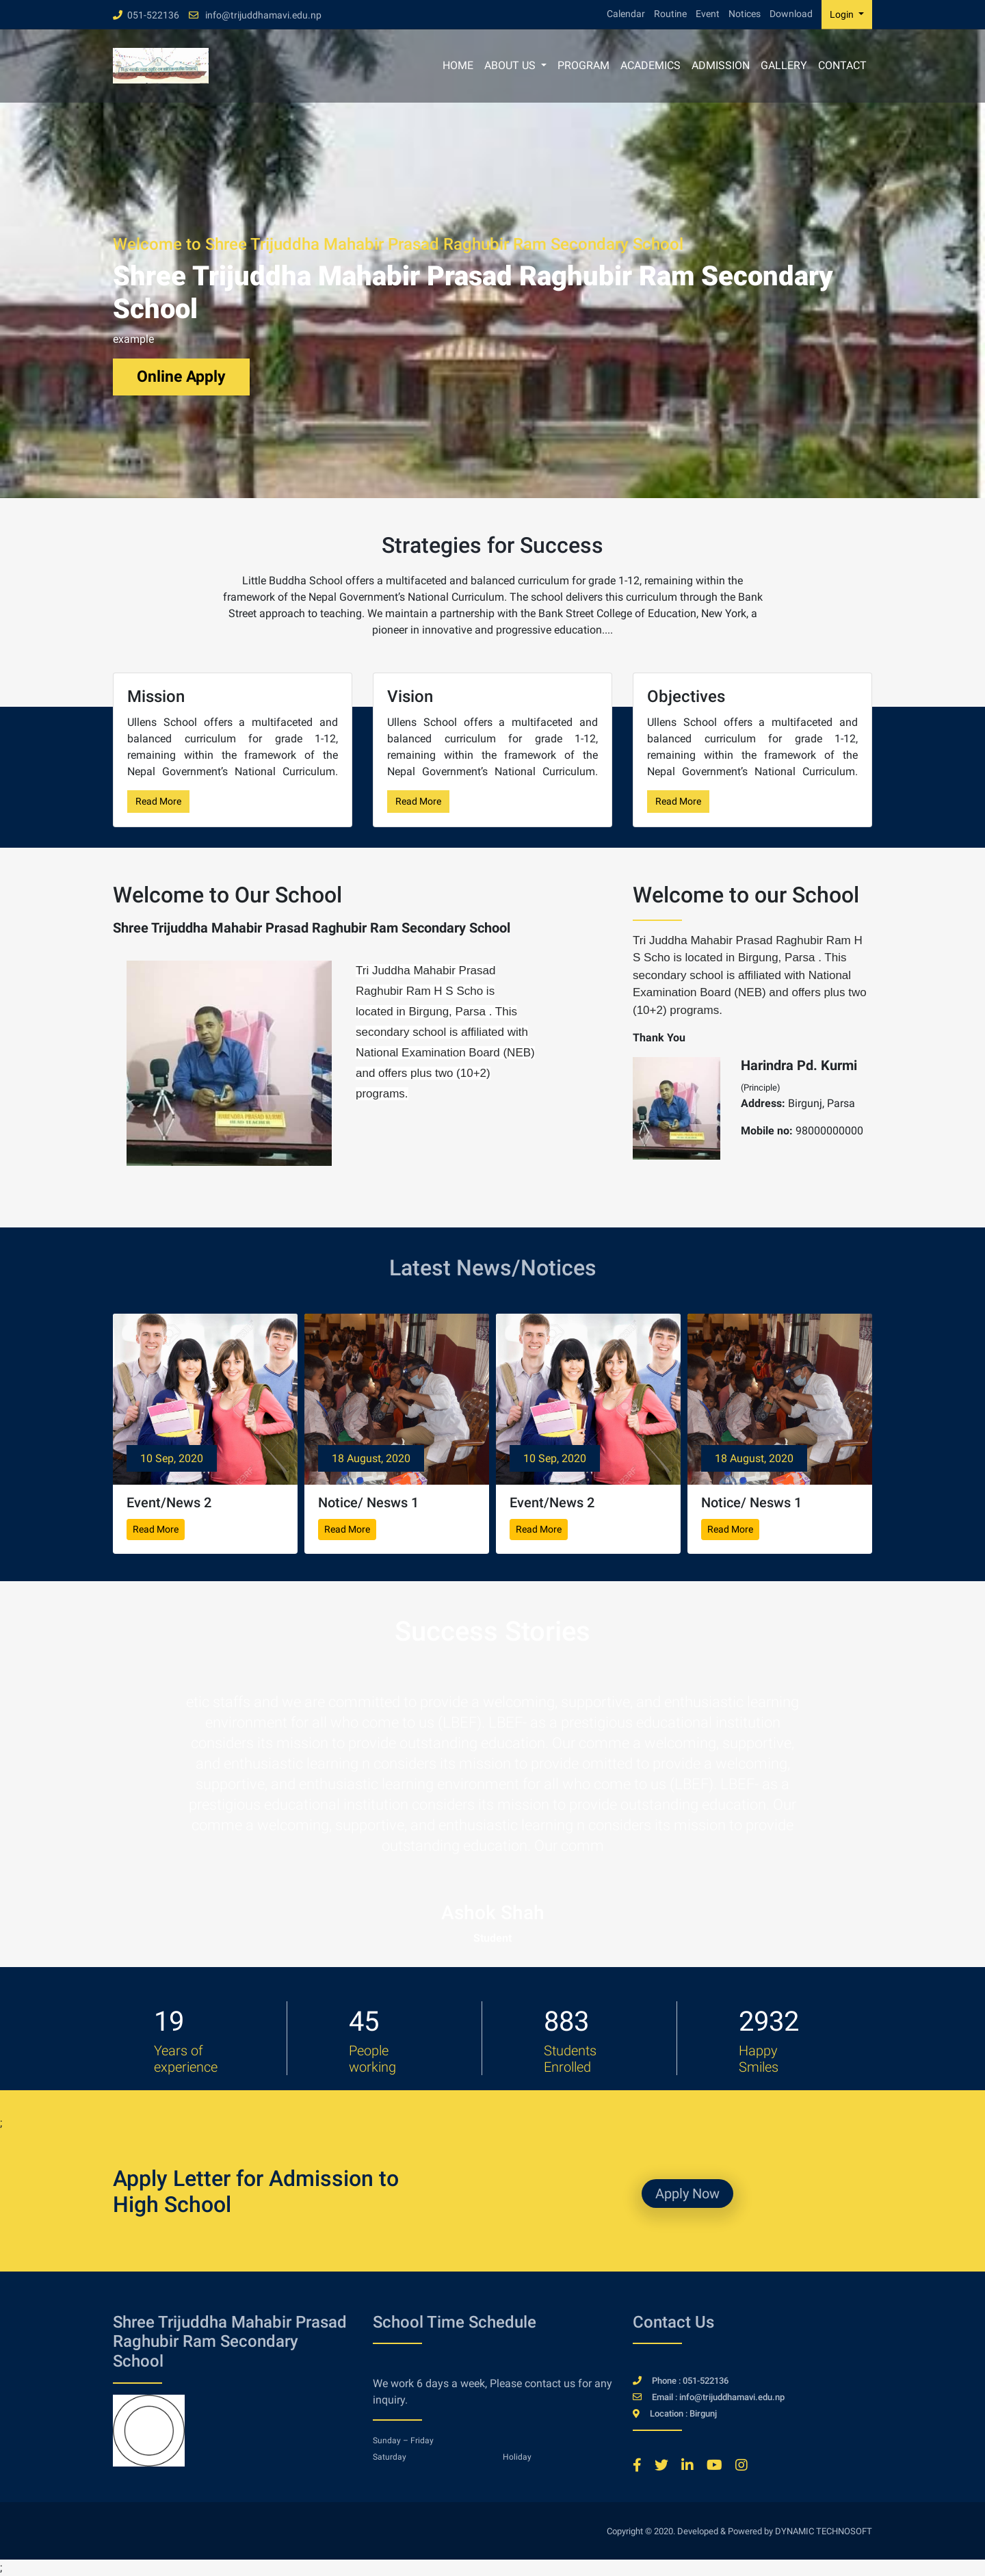 051-522136 info@trijuddhamavi.edu.np
Calendar Routine Event Notices Download Login
HOME ABOUT US PROGRAM ACADEMICS ADMISSION GALLERY CONTACT
Welcome to Shree Trijuddha Mahabir Prasad Raghubir Ram Secondary School
Shree Trijuddha Mahabir Prasad Raghubir Ram Secondary
School
example
Online Apply
Strategies for Success
Little Buddha School offers a multifaceted and balanced curriculum for grade 1-12, remaining within the
framework of the Nepal Government’s National Curriculum. The school delivers this curriculum through the Bank
Street approach to teaching. We maintain a partnership with the Bank Street College of Education, New York, a
pioneer in innovative and progressive education....
Mission
Ullens School offers a multifaceted and
balanced curriculum for grade 1-12,
remaining within the framework of the
Nepal Government’s National Curriculum.
Read More
Vision
Ullens School offers a multifaceted and
balanced curriculum for grade 1-12,
remaining within the framework of the
Nepal Government’s National Curriculum.
Read More
Objectives
Ullens School offers a multifaceted and
balanced curriculum for grade 1-12,
remaining within the framework of the
Nepal Government’s National Curriculum.
Read More
Welcome to Our School
Shree Trijuddha Mahabir Prasad Raghubir Ram Secondary School
Tri Juddha Mahabir Prasad
Raghubir Ram H S Scho is
located in Birgung, Parsa . This
secondary school is affiliated with
National Examination Board (NEB)
and offers plus two (10+2)
programs.
Welcome to our School
Tri Juddha Mahabir Prasad Raghubir Ram H
S Scho is located in Birgung, Parsa . This
secondary school is affiliated with National
Examination Board (NEB) and offers plus two
(10+2) programs.
Thank You
Harindra Pd. Kurmi
(Principle)
Address: Birgunj, Parsa
Mobile no: 98000000000
Latest News/Notices
10 Sep, 2020
Event/News 2
Read More
18 August, 2020
Notice/ Nesws 1
Read More
10 Sep, 2020
Event/News 2
Read More
18 August, 2020
Notice/ Nesws 1
Read More
Success Stories
etic staffs and we are committed to provide a welcoming, supportive, and enthusiastic learning
environment for all who come to us (LBEF). LBEF- as a prestigious educational institution
considers its mission to provide outstanding education. Our comme a welcoming, supportive,
and enthusiastic learning n considers its mission to provideomitted to provide a welcoming,
supportive, and enthusiastic learning environment for all who come to us (LBEF). LBEF- as a
prestigious educational institution considers its mission to provide outstanding education. Our
comme a welcoming, supportive, and enthusiastic learning n considers its mission to provide
outstanding education. Our commi
Ashok Shah
Student
19
Years of
experience
45
People
working
883
Students
Enrolled
2932
Happy
Smiles
;
Apply Letter for Admission to
High School
Apply Now
Shree Trijuddha Mahabir Prasad
Raghubir Ram Secondary
School
School Time Schedule
We work 6 days a week, Please contact us for any
inquiry.
Sunday – Friday
Saturday Holiday
Contact Us
Phone : 051-522136
Email : info@trijuddhamavi.edu.np
Location : Birgunj
Copyright © 2020. Developed & Powered by DYNAMIC TECHNOSOFT
;